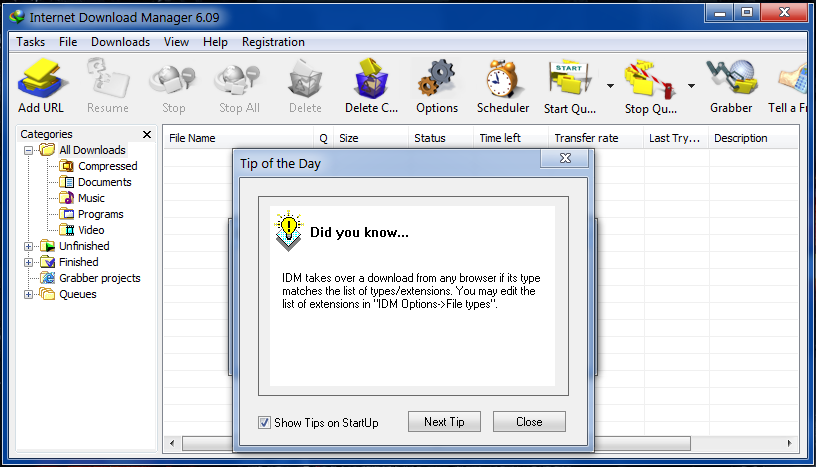 Internet Download Manager 6.09
Tasks File Downloads View Help Registration
Add URL Resume Stop Stop All Delete Delete C... Options Scheduler Start Qu... Stop Qu... Grabber Tell a Fr
START
Categories
File Name Q Size Status Time left Transfer rate Last Try... Description
All Downloads
Compressed
Documents
Music
Programs
Video
Unfinished
Finished
Grabber projects
Queues
Tip of the Day
Did you know...
IDM takes over a download from any browser if its type
matches the list of types/extensions. You may edit the
list of extensions in "IDM Options->File types".
Show Tips on StartUp
Next Tip
Close